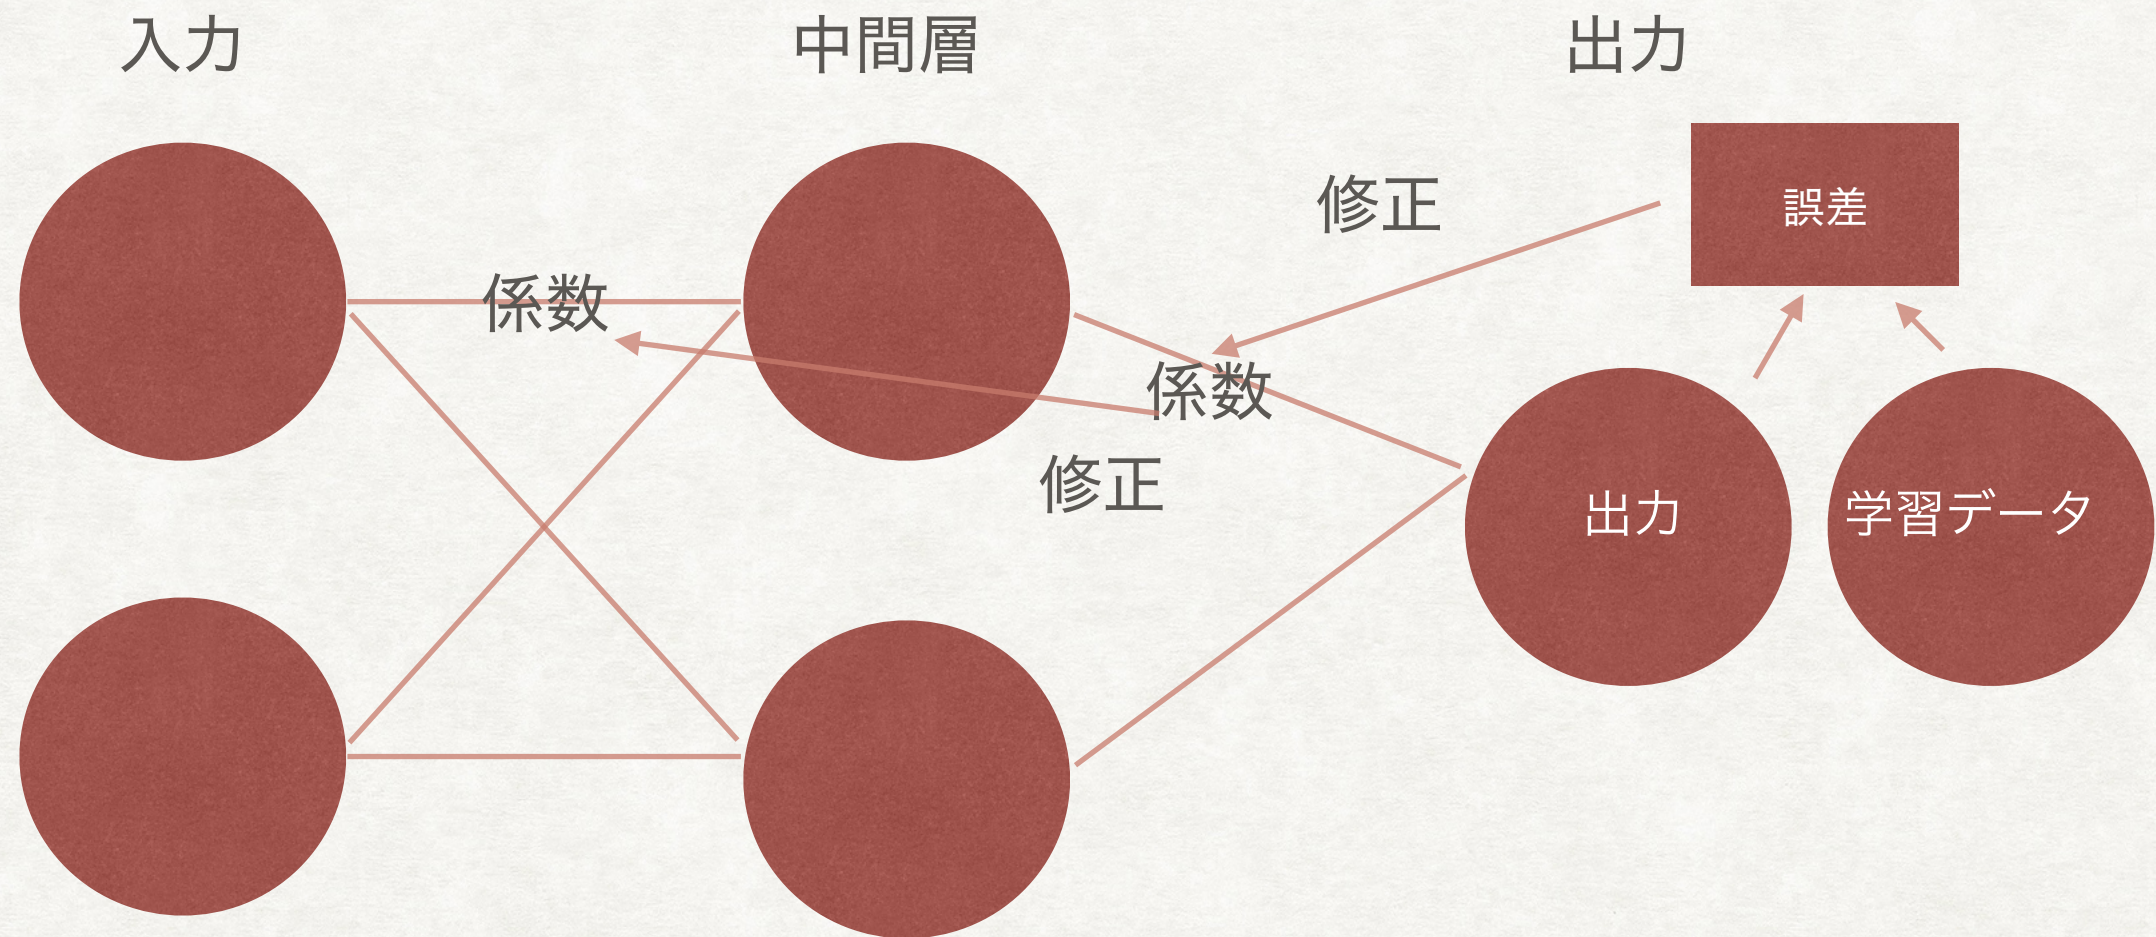 入力
中間層
出力
修正
誤差
係数
係数
修正
出力
学習データ